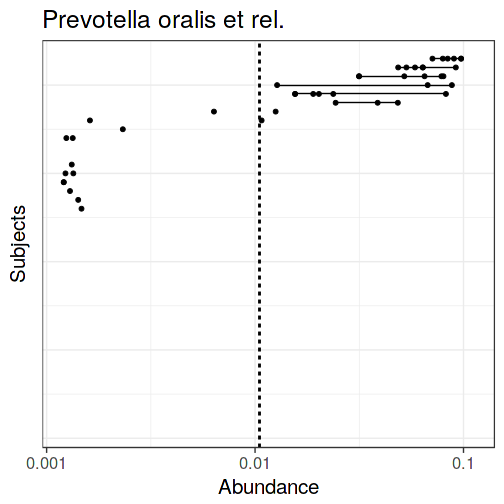 Prevotella oralis et rel.
Subjects
0.001
0.01
0.1
Abundance